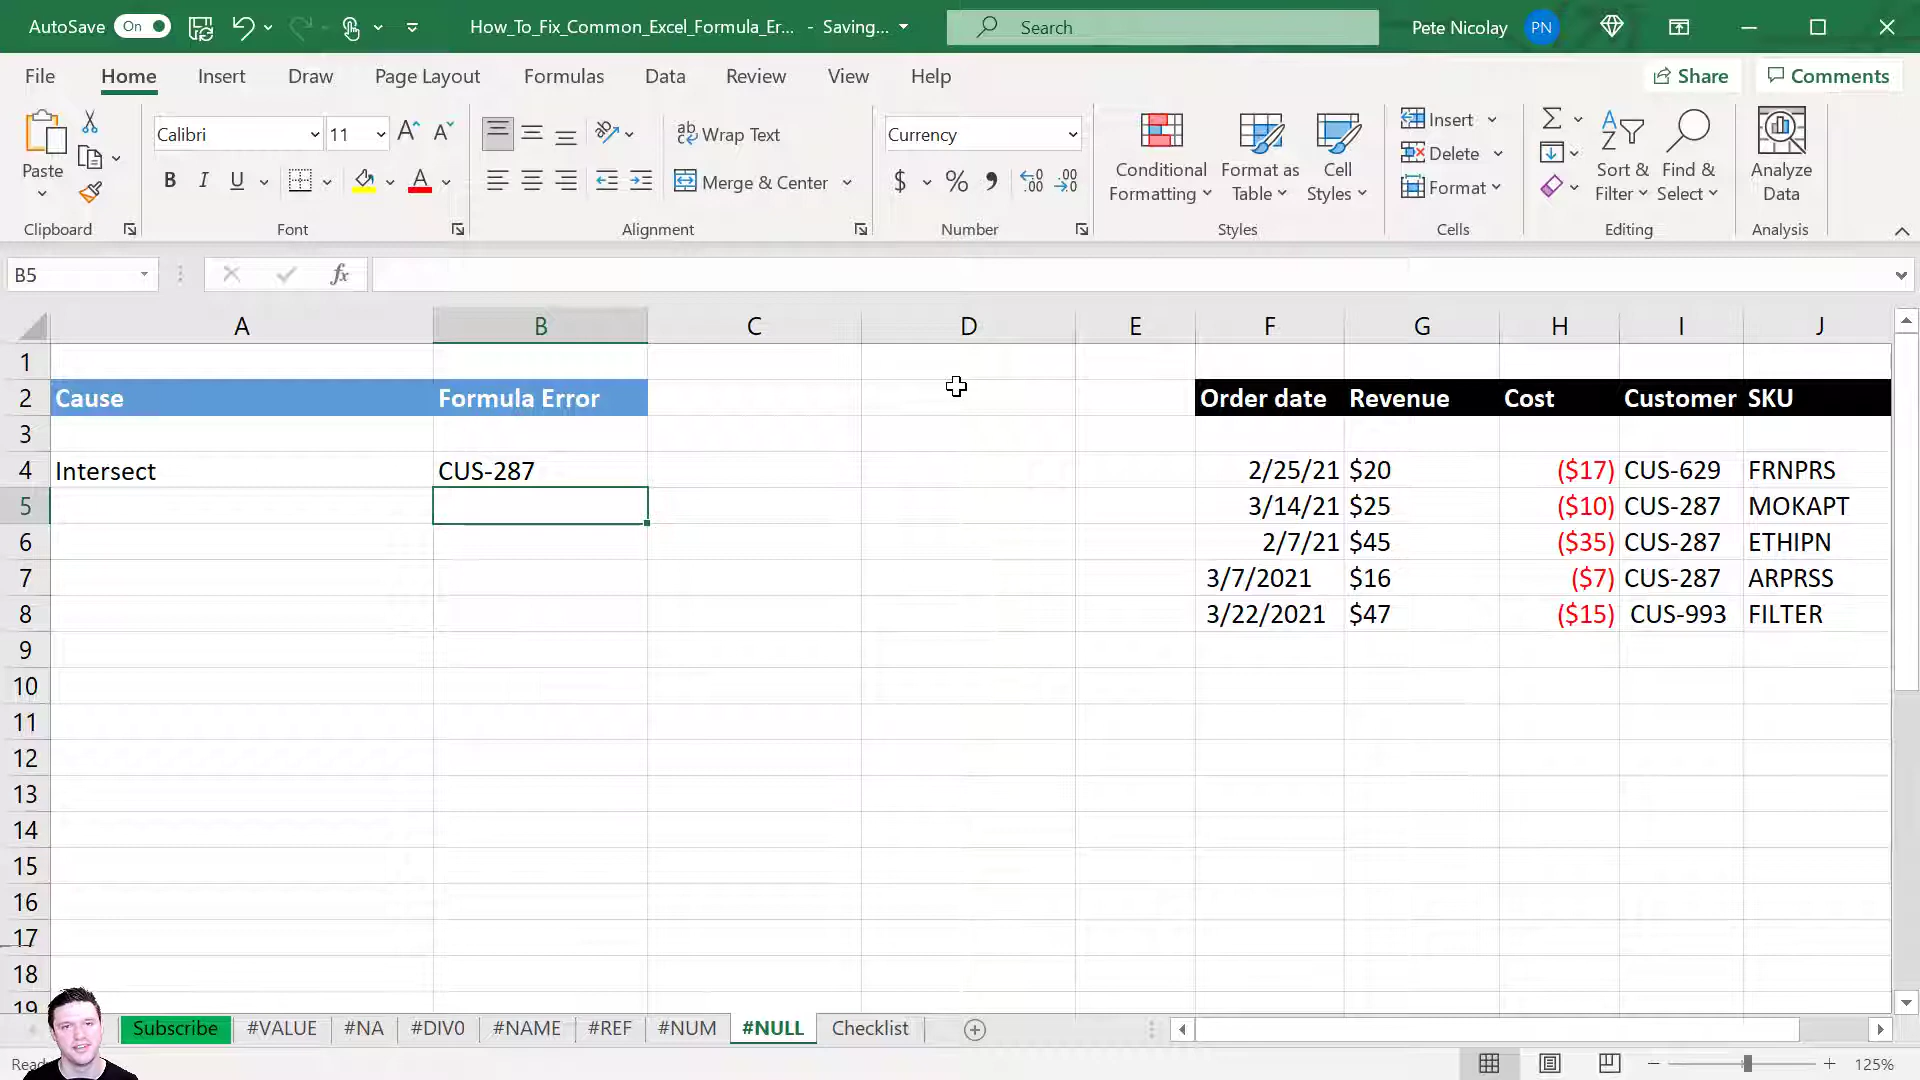 AutoSave On How_To_Fix_Common_Excel_Formula_Er... - Saving... Search Pete Nicolay PN
File Home Insert Draw Page Layout Formulas Data Review View Help Share Comments
Paste
Clipboard
Calibri 11
B I U
Font
Wrap Text
Merge & Center
Alignment
Currency
$ % 9 .00 .00
Number
Conditional Formatting
Format as Table
Cell Styles
Styles
Insert
Delete
Format
Cells
Sort & Filter
Find & Select
Editing
Analyze Data
Analysis
B5 fx
A B C D E F G H I J
1
2 Cause Formula Error Order date Revenue Cost Customer SKU
3
4 Intersect CUS-287 2/25/21 $20 ($17) CUS-629 FRNPRS
5 3/14/21 $25 ($10) CUS-287 MOKAPT
6 2/7/21 $45 ($35) CUS-287 ETHIPN
7 3/7/2021 $16 ($7) CUS-287 ARPRSS
8 3/22/2021 $47 ($15) CUS-993 FILTER
9
10
11
12
13
14
15
16
17
18
19
Subscribe #VALUE #NA #DIV0 #NAME #REF #NUM #NULL Checklist
125%